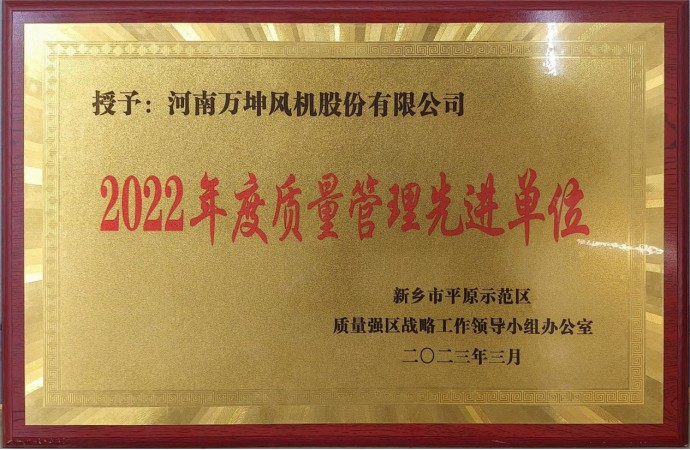 授予：河南万坤风机股份有限公司
2022年度质量管理先进单位
新乡市平原示范区
质量强区战略工作领导小组办公室
二〇二三年三月